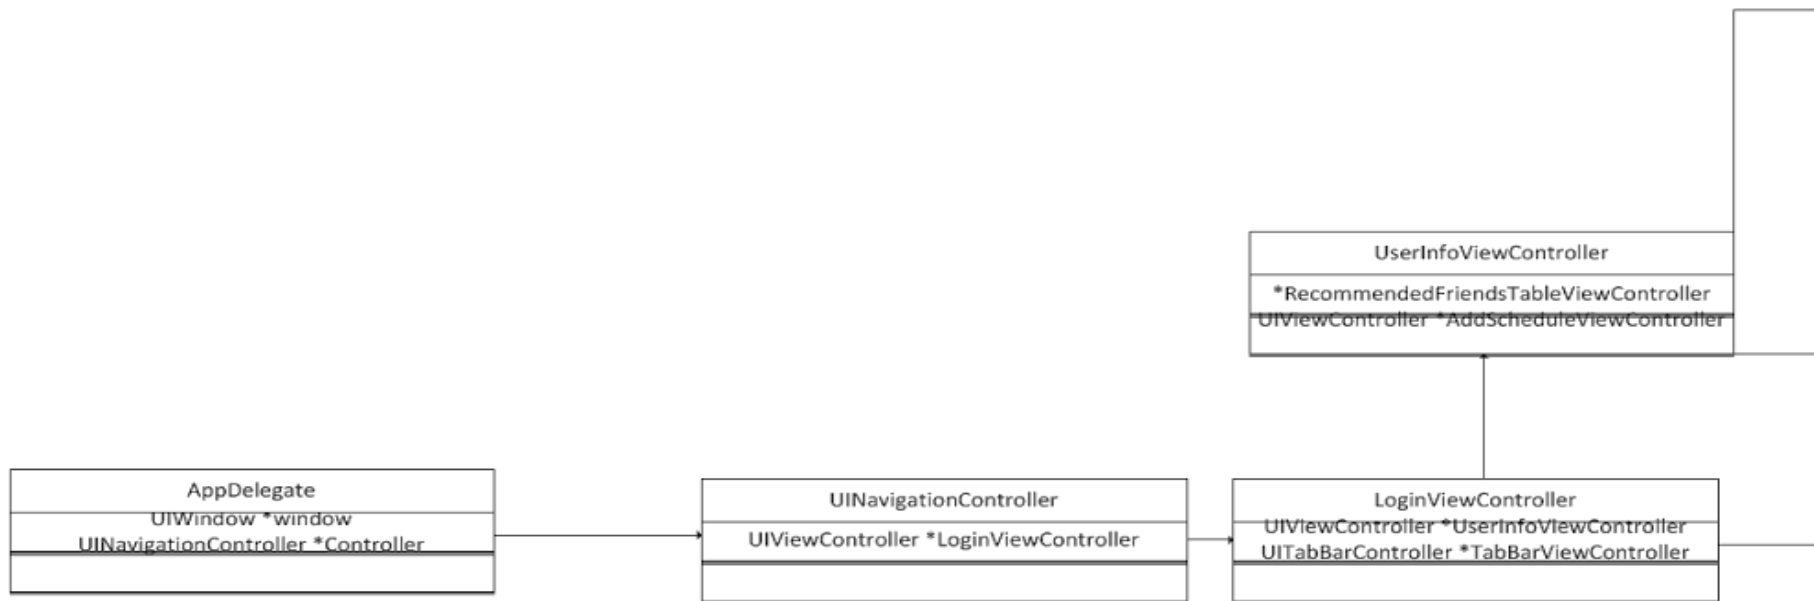 UserInfoViewController
*RecommendedFriendsTableViewController
UIViewController *AddScheduleViewController
AppDelegate
UIWindow *window
UINavigationController *Controller
UINavigationController
UIViewController *LoginViewController
LoginViewController
UIViewController *UserInfoViewController
UITabBarController *TabBarViewController